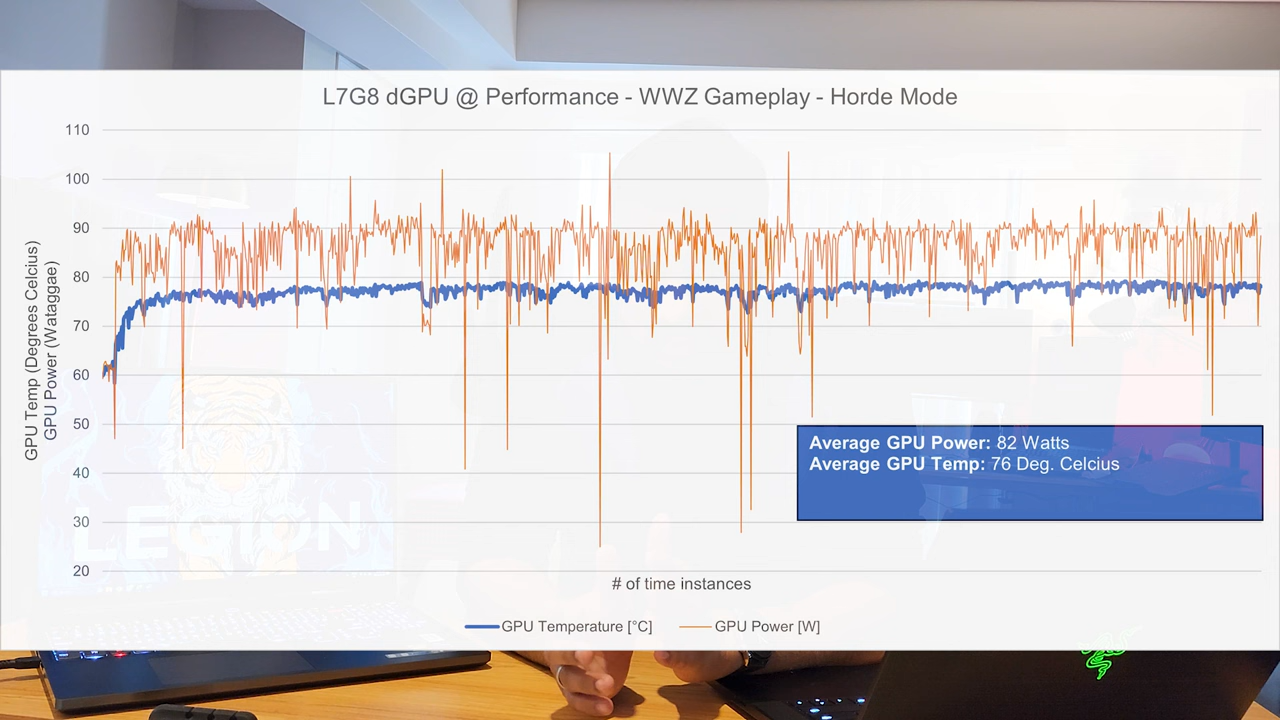 L7G8 dGPU @ Performance - WWZ Gameplay - Horde Mode
110
100
90
80
70
60
50
40
30
20
GPU Temp (Degrees Celcius)
GPU Power (Wataggae)
Average GPU Power: 82 Watts
Average GPU Temp: 76 Deg. Celcius
LEGION
# of time instances
GPU Temperature [°C]
GPU Power [W]